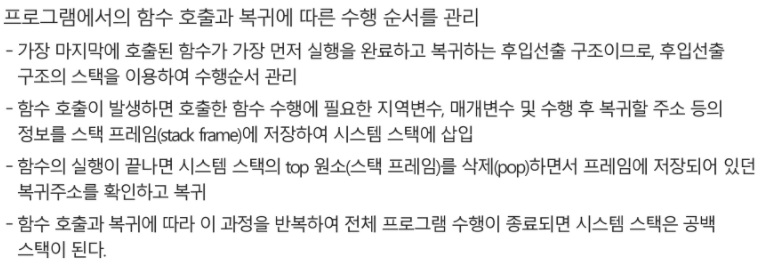 프로그램에서의 함수 호출과 복귀에 따른 수행 순서를 관리
- 가장 마지막에 호출된 함수가 가장 먼저 실행을 완료하고 복귀하는 후입선출 구조이므로, 후입선출
구조의 스택을 이용하여 수행순서 관리
- 함수 호출이 발생하면 호출한 함수 수행에 필요한 지역변수, 매개변수 및 수행 후 복귀할 주소 등의
정보를 스택 프레임(stack frame)에 저장하여 시스템 스택에 삽입
- 함수의 실행이 끝나면 시스템 스택의 top 원소(스택 프레임)를 삭제(pop)하면서 프레임에 저장되어 있던
복귀주소를 확인하고 복귀
- 함수 호출과 복귀에 따라 이 과정을 반복하여 전체 프로그램 수행이 종료되면 시스템 스택은 공백
스택이 된다.